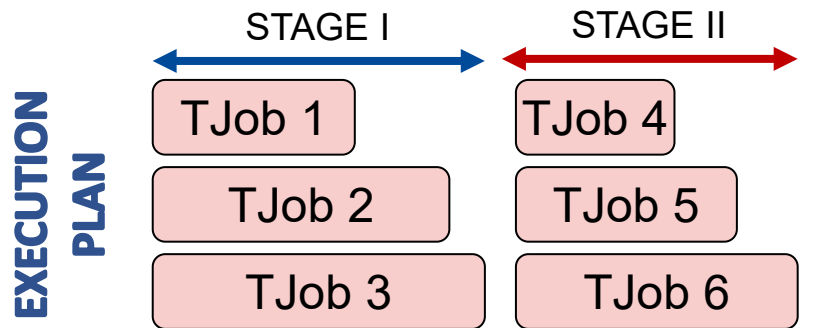 STAGE I
STAGE II
EXECUTION
PLAN
TJob 1
TJob 4
TJob 2
TJob 5
TJob 3
TJob 6